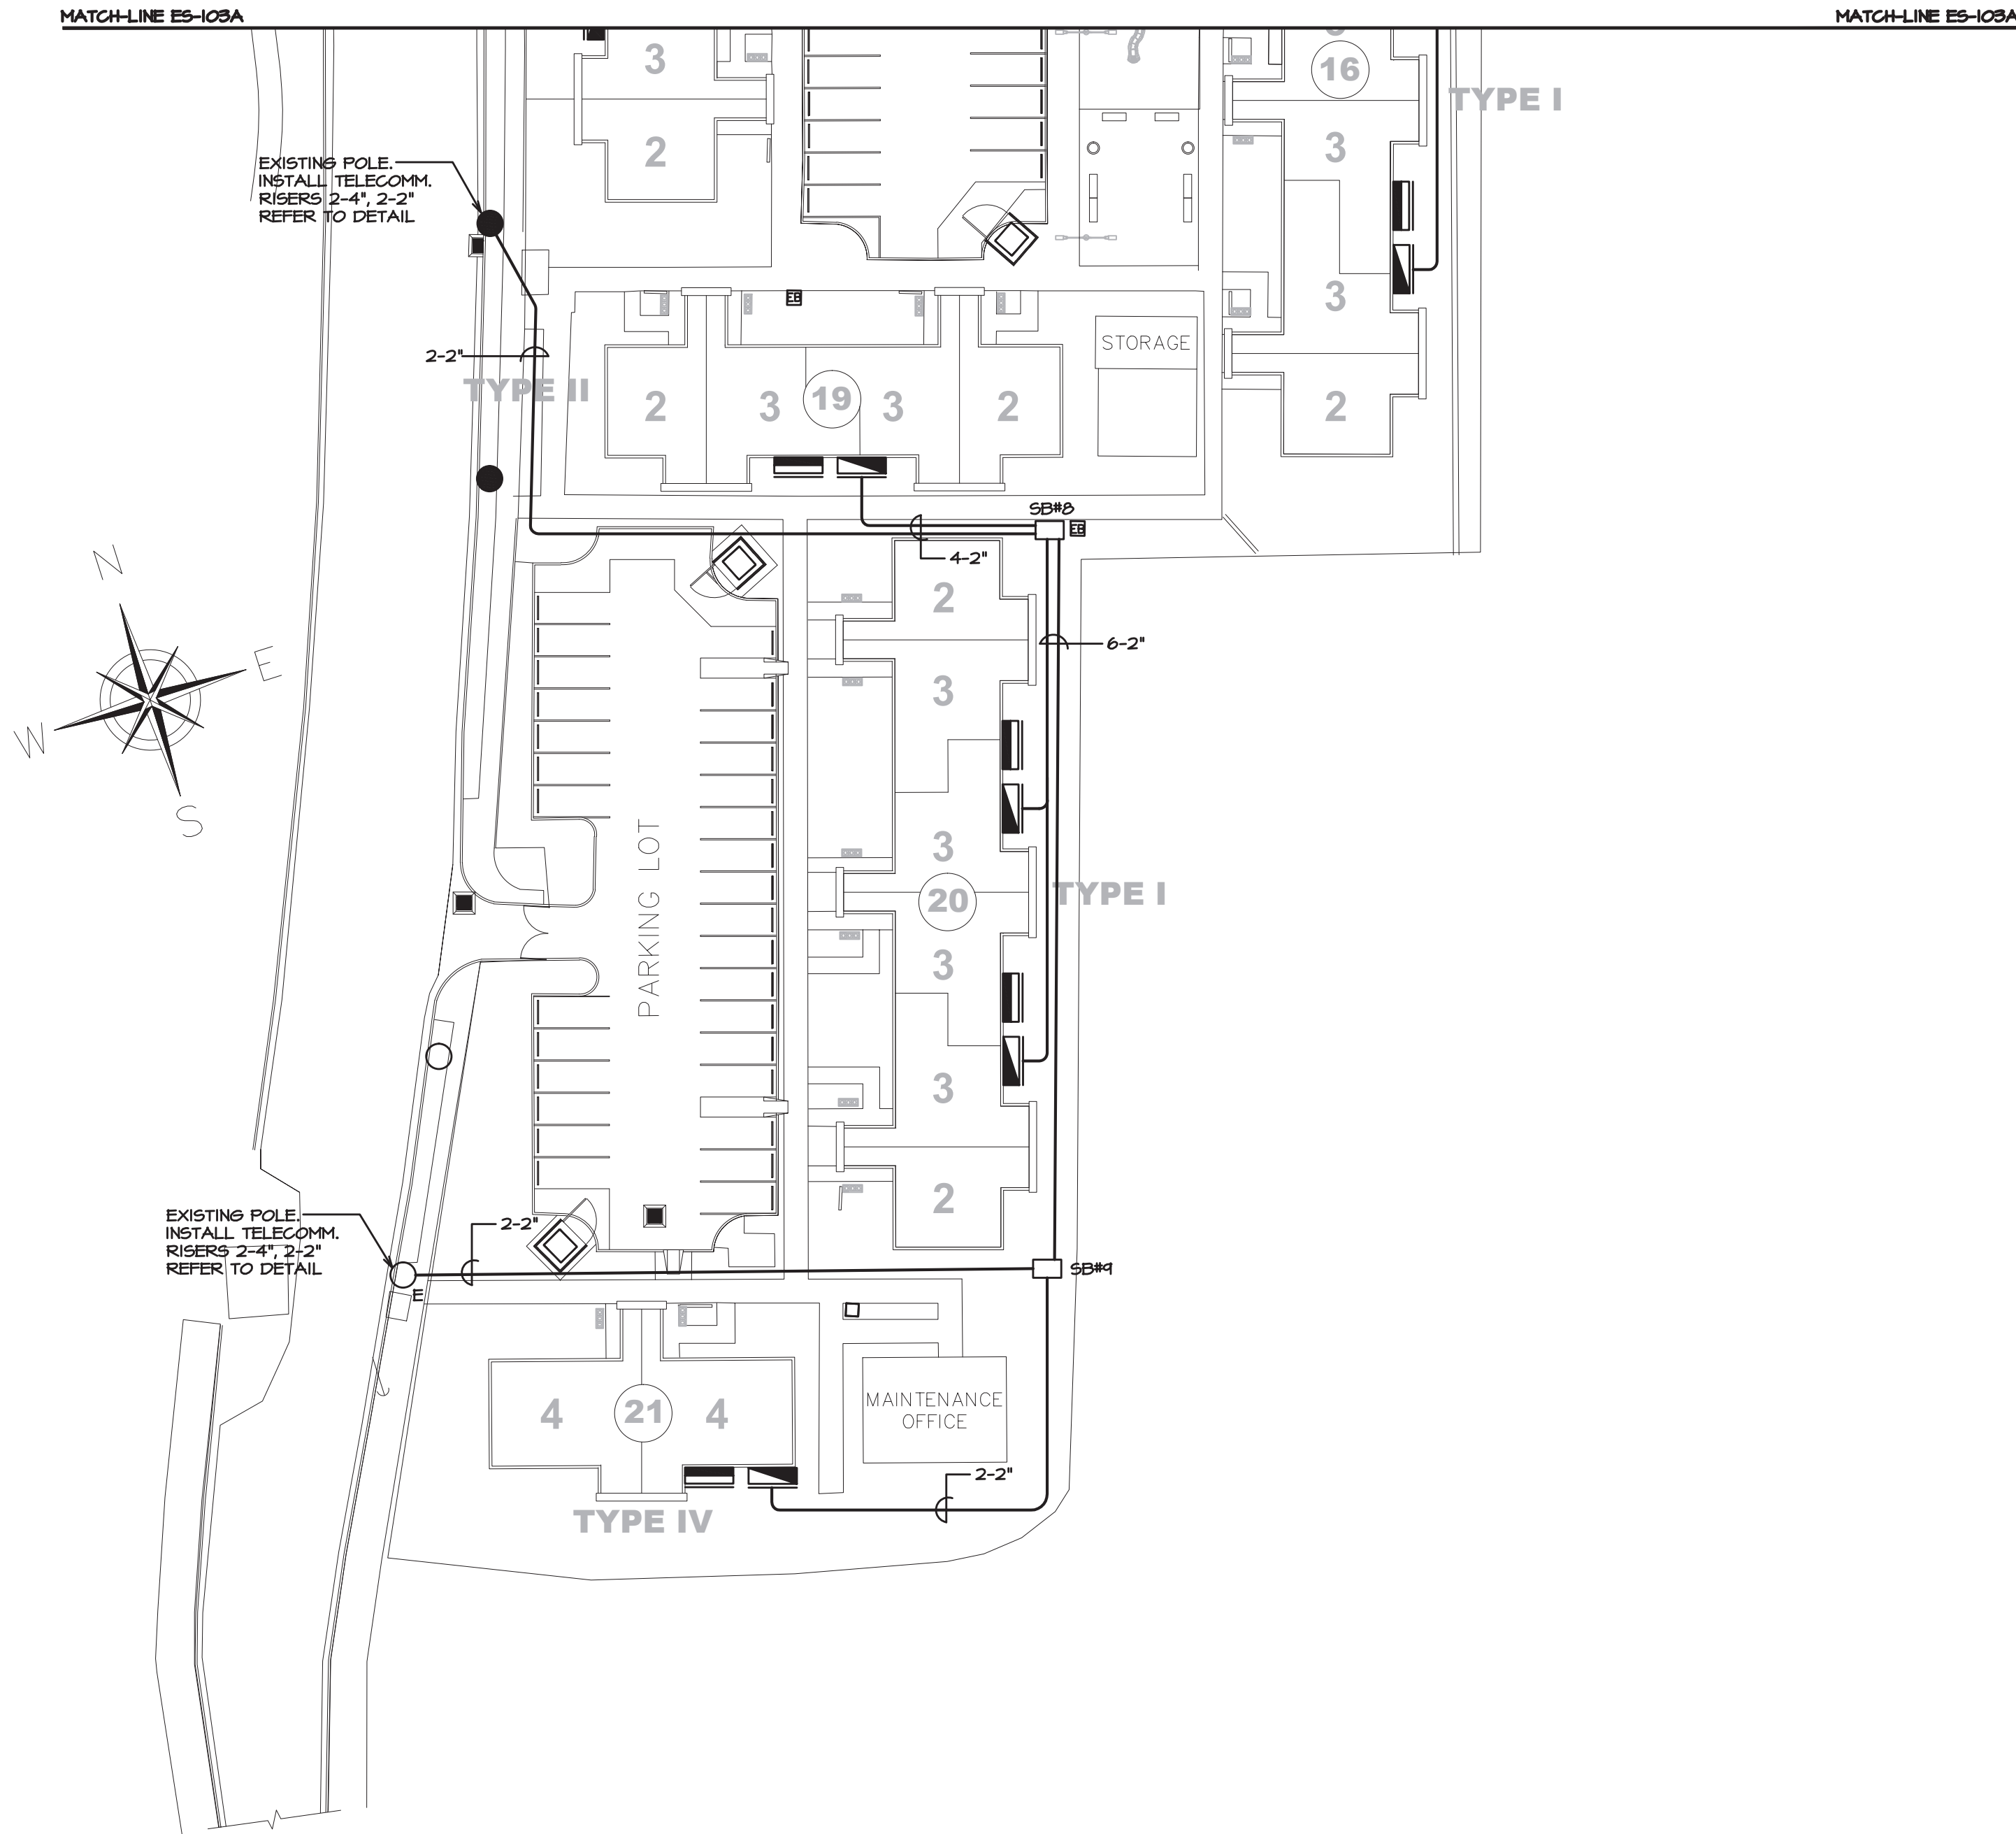 MATCH-LINE ES-103A
MATCH-LINE ES-103A
3
16
TYPE I
2
3
EXISTING POLE.
INSTALL TELECOMM.
RISERS 2-4", 2-2"
REFER TO DETAIL
3
EB
2-2"
STORAGE
TYPE II
2
3
19
3
2
2
SB#8
EB
4-2"
N
2
6-2"
E
3
W
S
PARKING LOT
3
20
TYPE I
3
3
2
EXISTING POLE.
INSTALL TELECOMM.
RISERS 2-4", 2-2"
REFER TO DETAIL
2-2"
SB#9
E
4
21
4
MAINTENANCE
OFFICE
2-2"
TYPE IV